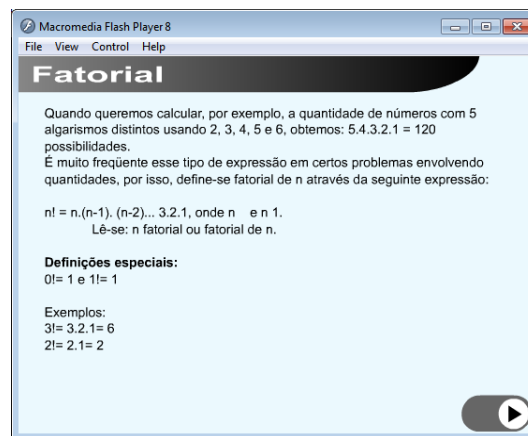 Macromedia Flash Player 8
File View Control Help
Fatorial
Quando queremos calcular, por exemplo, a quantidade de números com 5
algarismos distintos usando 2, 3, 4, 5 e 6, obtemos: 5.4.3.2.1 = 120
possibilidades.
É muito freqüente esse tipo de expressão em certos problemas envolvendo
quantidades, por isso, define-se fatorial de n através da seguinte expressão:
n! = n.(n-1). (n-2)... 3.2.1, onde n e n 1.
Lê-se: n fatorial ou fatorial de n.
Definições especiais:
0!= 1 e 1!= 1
Exemplos:
3!= 3.2.1= 6
2!= 2.1= 2